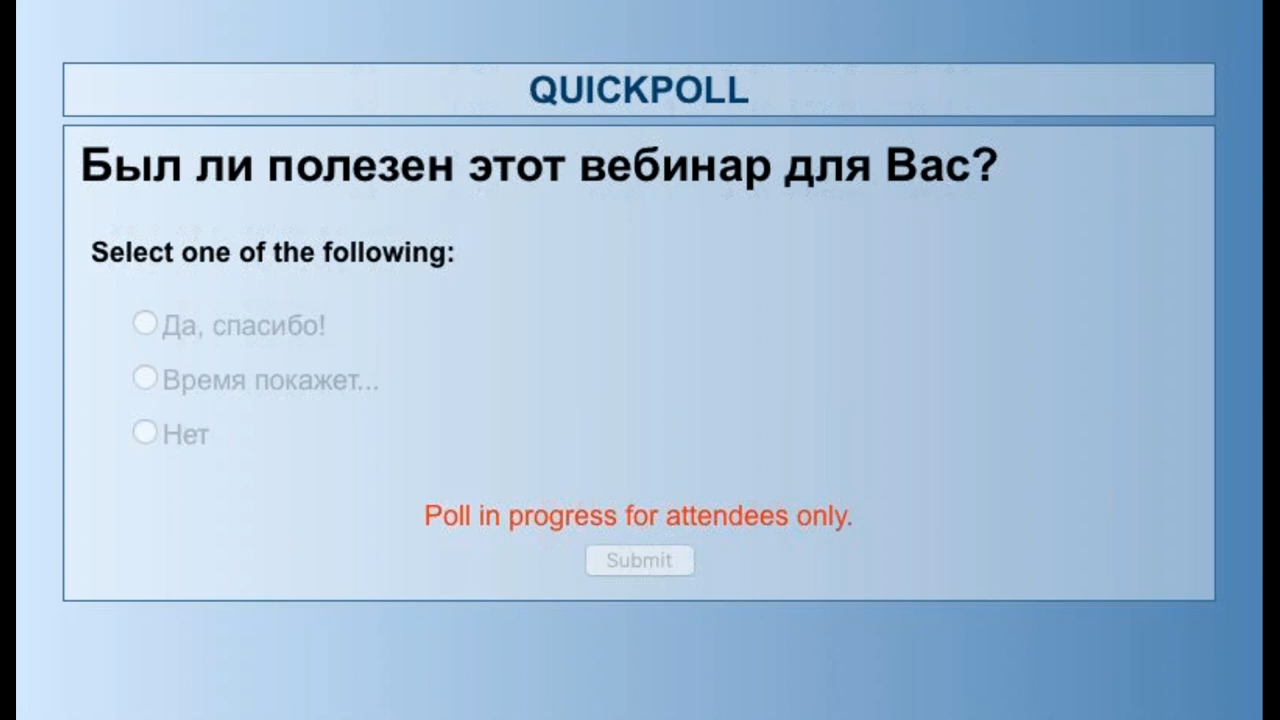 QUICKPOLL
Был ли полезен этот вебинар для Вас?
Select one of the following:
Да, спасибо!
Время покажет...
Нет
Poll in progress for attendees only.
Submit